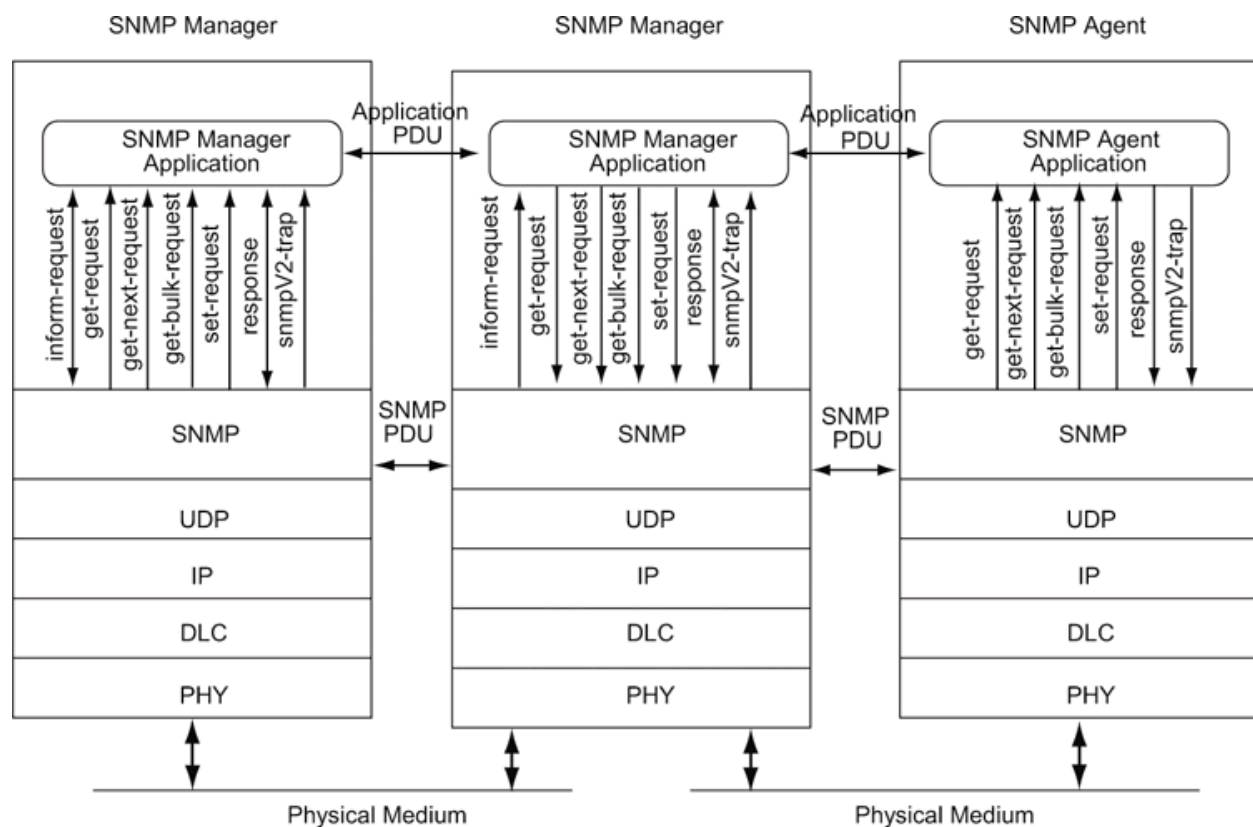 SNMP Manager
SNMP Manager
SNMP Agent
SNMP Manager
Application
Application
PDU
SNMP Manager
Application
Application
PDU
SNMP Agent
Application
inform-request
get-request
get-next-request
get-bulk-request
set-request
response
snmpV2-trap
inform-request
get-request
get-next-request
get-bulk-request
set-request
response
snmpV2-trap
get-request
get-next-request
get-bulk-request
set-request
response
snmpV2-trap
SNMP
SNMP
PDU
SNMP
SNMP
PDU
SNMP
UDP
UDP
UDP
IP
IP
IP
DLC
DLC
DLC
PHY
PHY
PHY
Physical Medium
Physical Medium